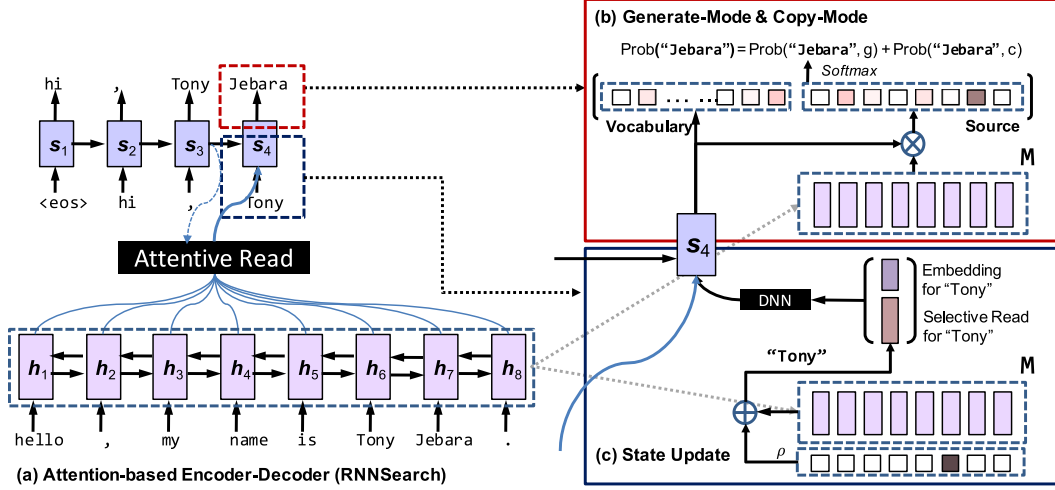 hi , Tony Jebara
s1 s2 s3 s4
<eos> hi , Tony
Attentive Read
h1 h2 h3 h4 h5 h6 h7 h8
hello , my name is Tony Jebara .
(a) Attention-based Encoder-Decoder (RNNSearch)
(b) Generate-Mode & Copy-Mode
Prob(“Jebara”) = Prob(“Jebara”, g) + Prob(“Jebara”, c)
Softmax
... ...
Vocabulary Source
M
s4
DNN
Embedding
for “Tony”
Selective Read
for “Tony”
“Tony”
M
ρ
(c) State Update